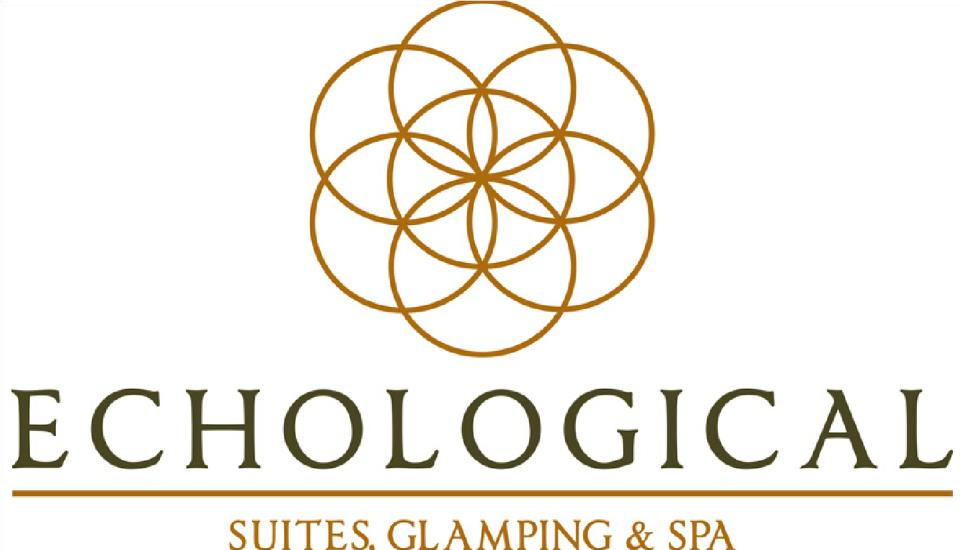 ECHOLOGICAL
SUITES, GLAMPING & SPA